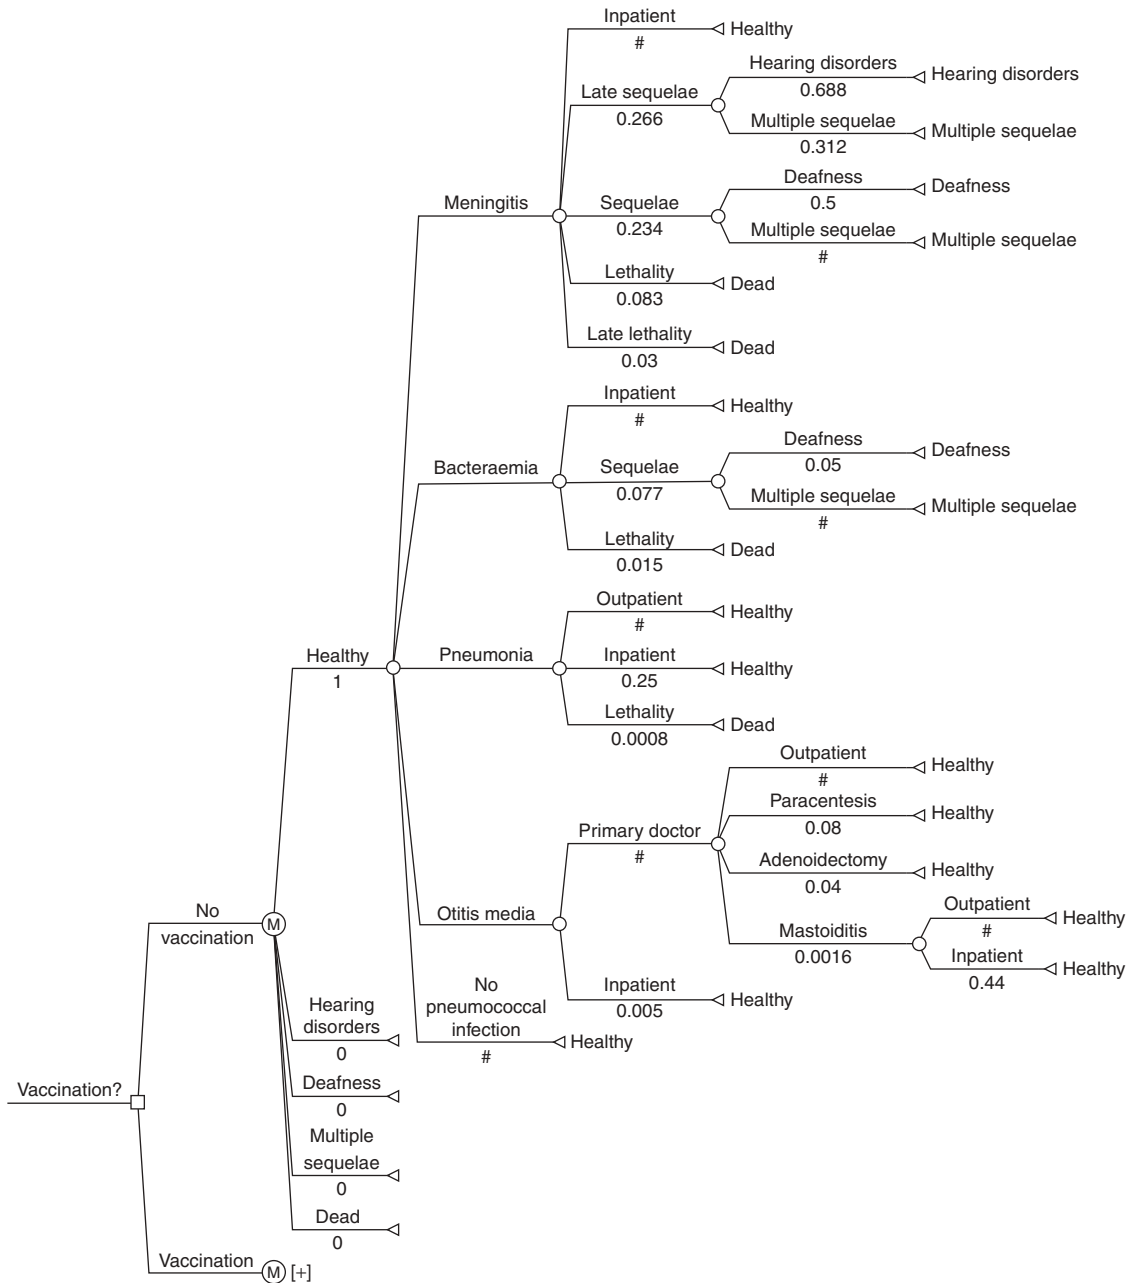 Inpatient
#
Healthy
Late sequelae
0.266
Hearing disorders
0.688
Hearing disorders
Multiple sequelae
0.312
Multiple sequelae
Meningitis
Sequelae
0.234
Deafness
0.5
Deafness
Multiple sequelae
#
Multiple sequelae
Lethality
0.083
Dead
Late lethality
0.03
Dead
Inpatient
#
Healthy
Bacteraemia
Sequelae
0.077
Deafness
0.05
Deafness
Multiple sequelae
#
Multiple sequelae
Lethality
0.015
Dead
Healthy
1
Pneumonia
Outpatient
#
Healthy
Inpatient
0.25
Healthy
Lethality
0.0008
Dead
Otitis media
Primary doctor
#
Outpatient
#
Healthy
Paracentesis
0.08
Healthy
Adenoidectomy
0.04
Healthy
Mastoiditis
0.0016
Outpatient
#
Healthy
Inpatient
0.44
Healthy
Inpatient
0.005
Healthy
No
pneumococcal
infection
#
Healthy
No
vaccination
M
Hearing
disorders
0
Deafness
0
Multiple
sequelae
0
Dead
0
Vaccination?
Vaccination
M [+]